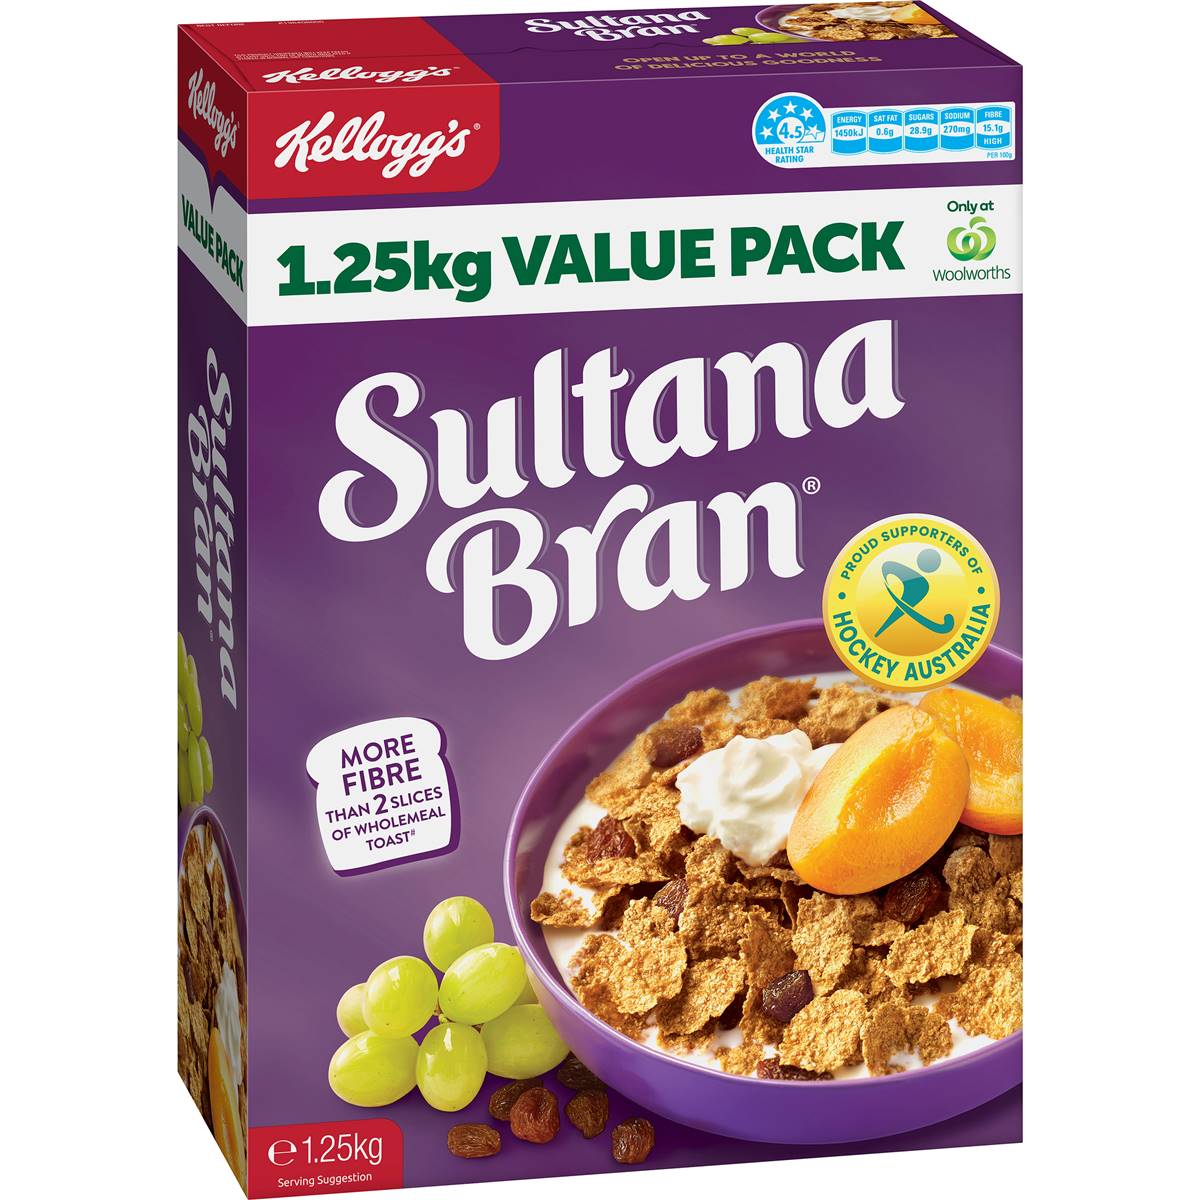 Sultana
Bran
OPEN UP TO A WORLD
OF DELICIOUS GOODNESS
Kellogg's
Kellogg's
Kellogg's®
4.5
HEALTH STAR
RATING
ENERGY
1450kJ
SAT FAT
0.6g
SUGARS
28.9g
SODIUM
270mg
FIBRE
15.1g
HIGH
PER 100g
VALUE PACK
1.25kg VALUE PACK
Only at
woolworths
Sultana
Bran®
Sultana
Bran®
PROUD SUPPORTERS OF
HOCKEY AUSTRALIA
MORE
FIBRE
THAN 2 SLICES
OF WHOLEMEAL
TOAST#
℮1.25kg
Serving Suggestion